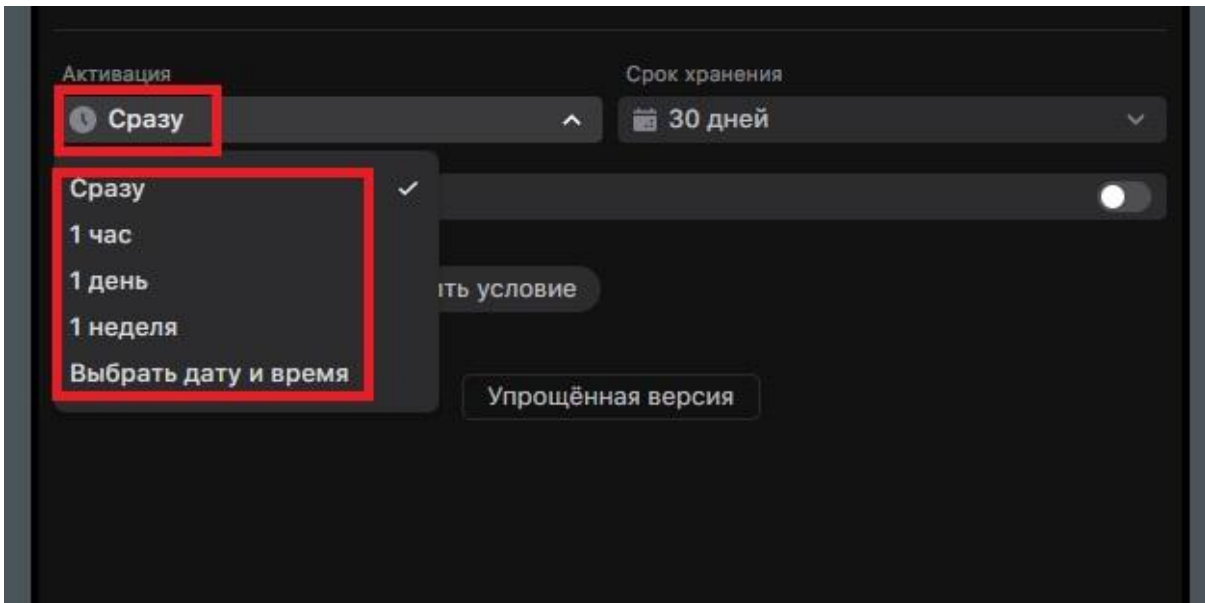 Активация
Срок хранения
Сразу
30 дней
Сразу
1 час
1 день
1 неделя
Выбрать дату и время
условие
Упрощённая версия